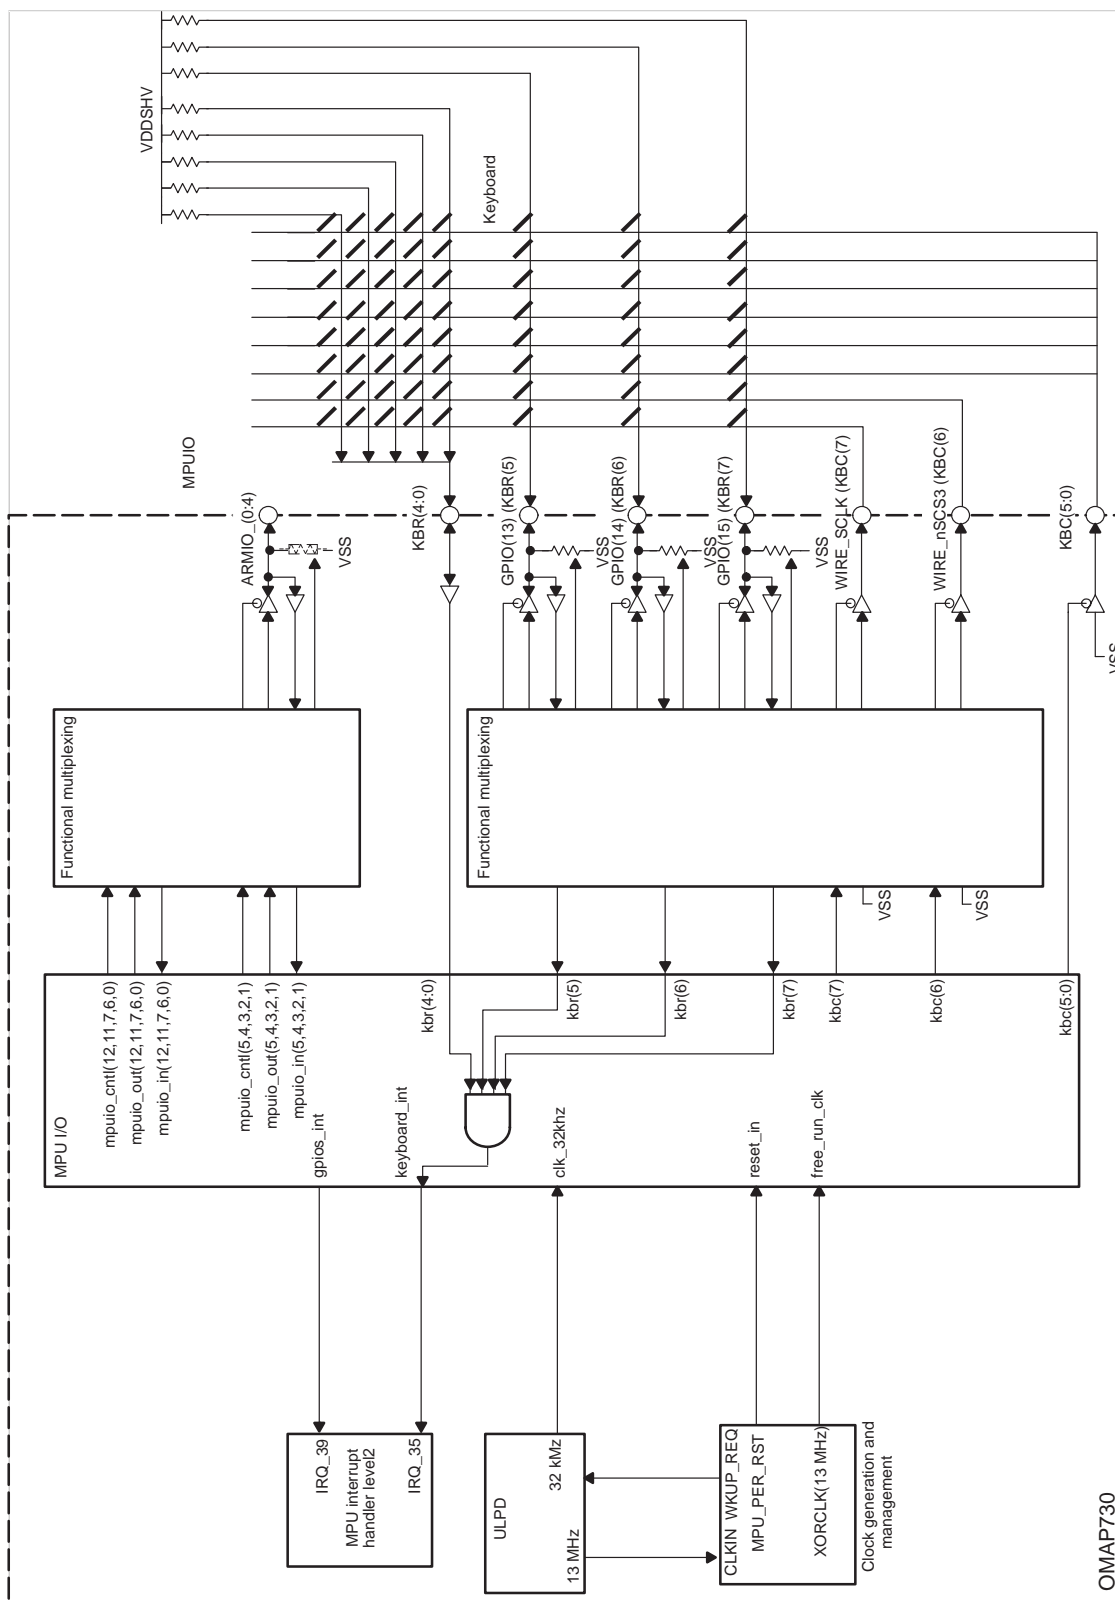 VDDSHV
Keyboard
MPUIO
ARMIO_(0:4)
KBR(4:0)
GPIO(13) (KBR(5)
GPIO(14) (KBR(6)
GPIO(15) (KBR(7)
WIRE_SCLK (KBC(7)
WIRE_nSCS3 (KBC(6)
KBC(5:0)
VSS
VSS
VSS
VSS
VSS
Functional multiplexing
Functional multiplexing
VSS
VSS
MPU I/O
mpuio_cntl(12,11,7,6,0)
mpuio_out(12,11,7,6,0)
mpuio_in(12,11,7,6,0)
mpuio_cntl(5,4,3,2,1)
mpuio_out(5,4,3,2,1)
mpuio_in(5,4,3,2,1)
kbr(4:0)
kbr(5)
kbr(6)
kbr(7)
kbc(7)
kbc(6)
kbc(5:0)
gpios_int
keyboard_int
clk_32khz
reset_in
free_run_clk
IRQ_39
MPU interrupt
handler level2
IRQ_35
ULPD
32 kMz
13 MHz
CLKIN WKUP_REQ
MPU_PER_RST
XORCLK(13 MHz)
Clock generation and
management
OMAP730